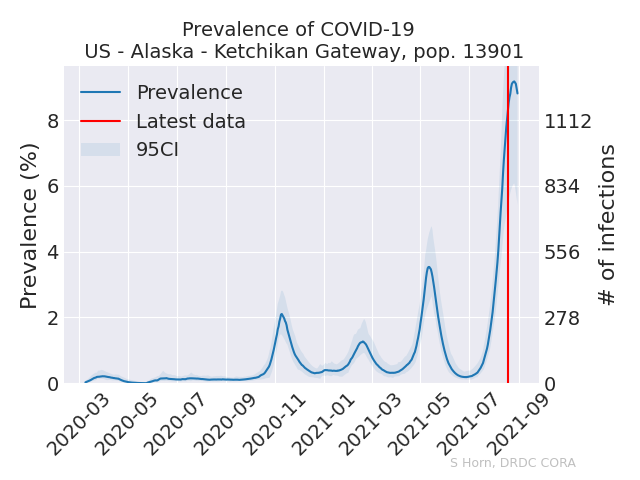 Prevalence of COVID-19
US - Alaska - Ketchikan Gateway, pop. 13901
Prevalence
Latest data
95CI
Prevalence (%)
8
6
4
2
0
1112
834
556
278
0
# of infections
2020-03
2020-05
2020-07
2020-09
2020-11
2021-01
2021-03
2021-05
2021-07
2021-09
S Horn, DRDC CORA